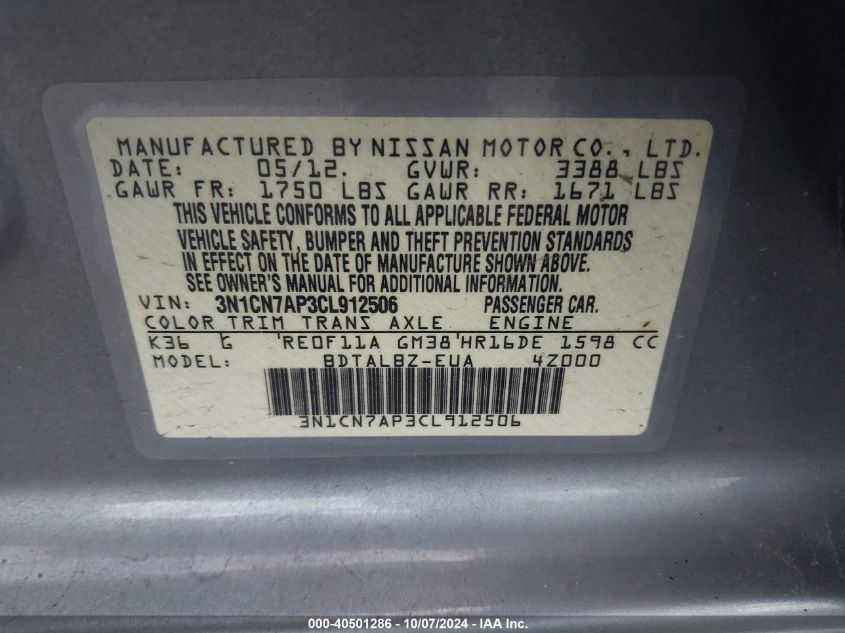 MANUFACTURED BY NISSAN MOTOR CO., LTD.
DATE: 05/12. GVWR: 3388 LBS
GAWR FR: 1750 LBS GAWR RR: 1671 LBS
THIS VEHICLE CONFORMS TO ALL APPLICABLE FEDERAL MOTOR
VEHICLE SAFETY, BUMPER AND THEFT PREVENTION STANDARDS
IN EFFECT ON THE DATE OF MANUFACTURE SHOWN ABOVE.
SEE OWNER'S MANUAL FOR ADDITIONAL INFORMATION.
VIN: 3N1CN7AP3CL912506 PASSENGER CAR.
COLOR TRIM TRANS AXLE ENGINE
K36 G 'RE0F11A GM38'HR16DE 1598 CC
MODEL: BDTALBZ-EUA 4Z000
3N1CN7AP3CL912506
000-40501286 - 10/07/2024 - IAA Inc.